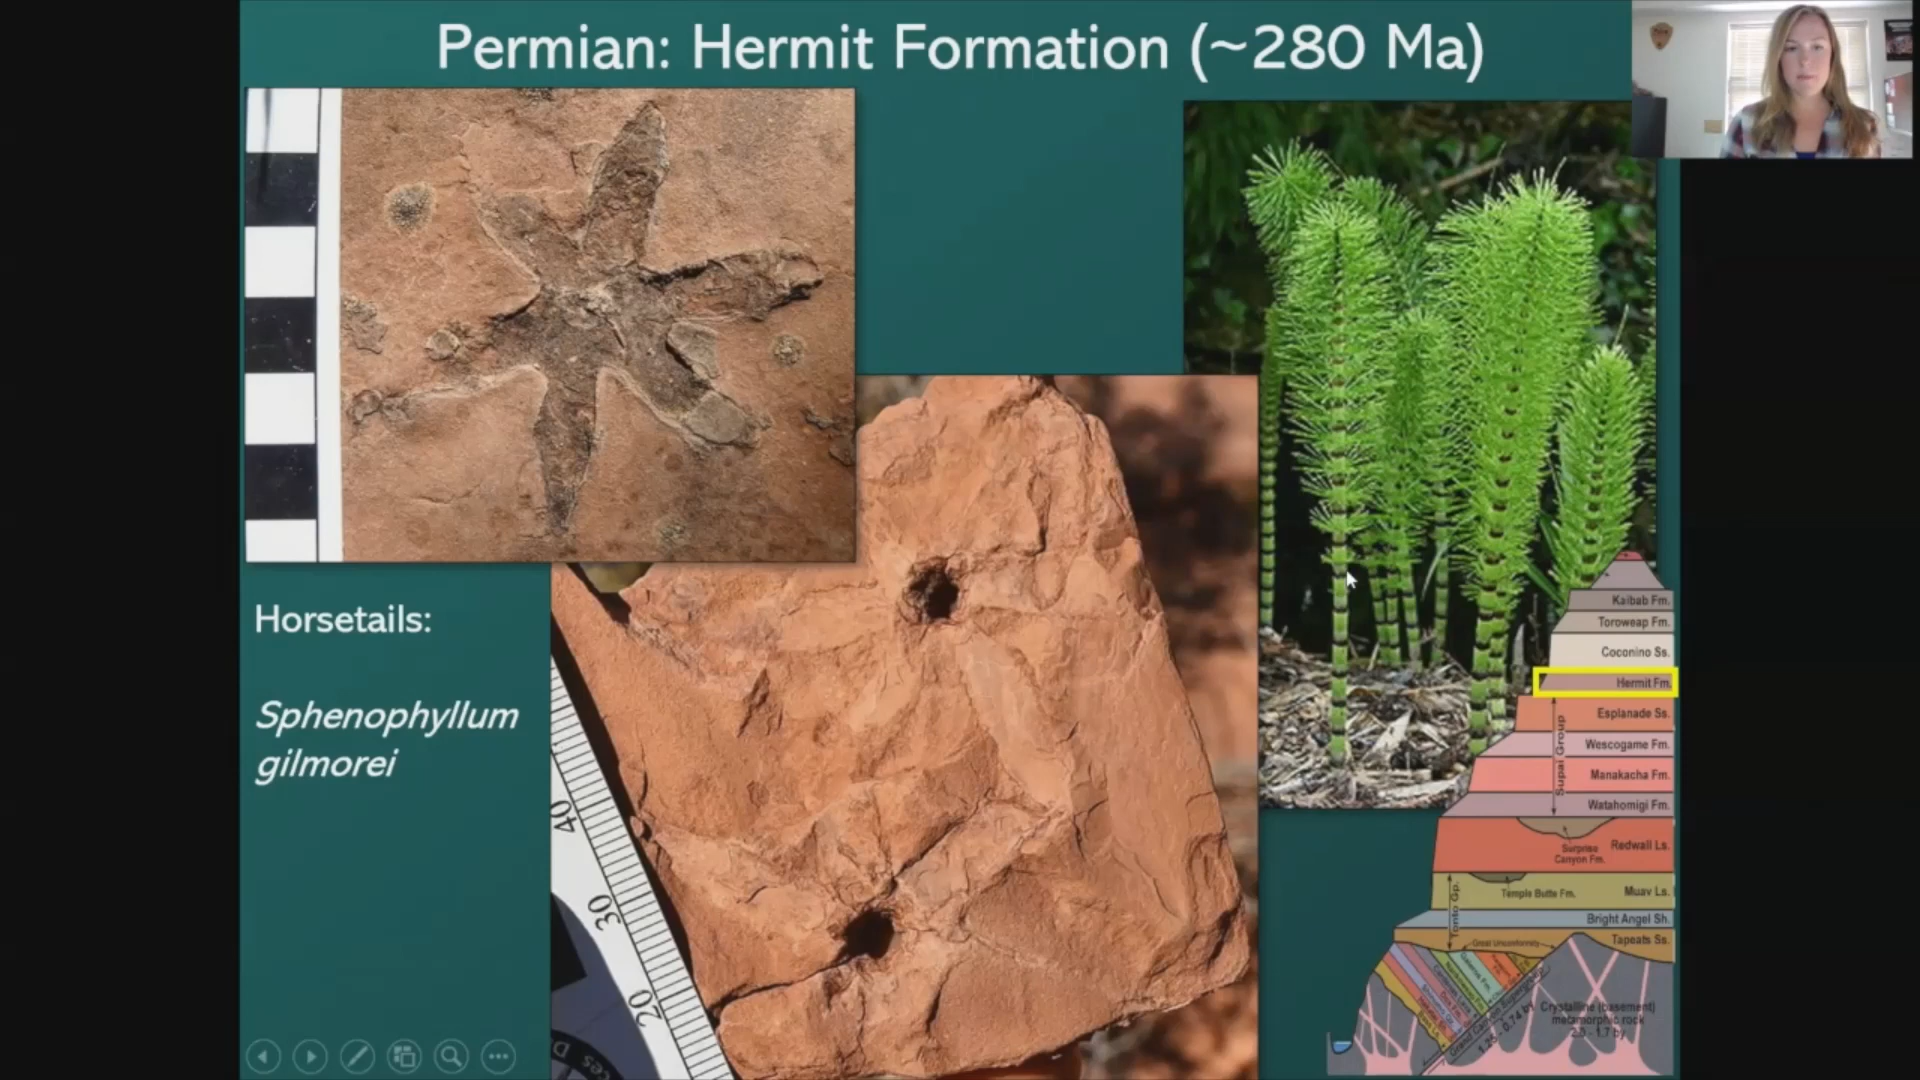 Permian: Hermit Formation (~280 Ma)
Horsetails:
Sphenophyllum
gilmorei
40
30
20
Kaibab Fm.
Toroweap Fm.
Coconino Ss.
Hermit Fm.
Esplanade Ss.
Supai Group
Wescogame Fm.
Manakacha Fm.
Watahomigi Fm.
Surprise
Canyon Fm.
Redwall Ls.
Temple Butte Fm.
Muav Ls.
Tonto Gp.
Bright Angel Sh.
Great Unconformity
Tapeats Ss.
Crystalline (basement)
metamorphic rock